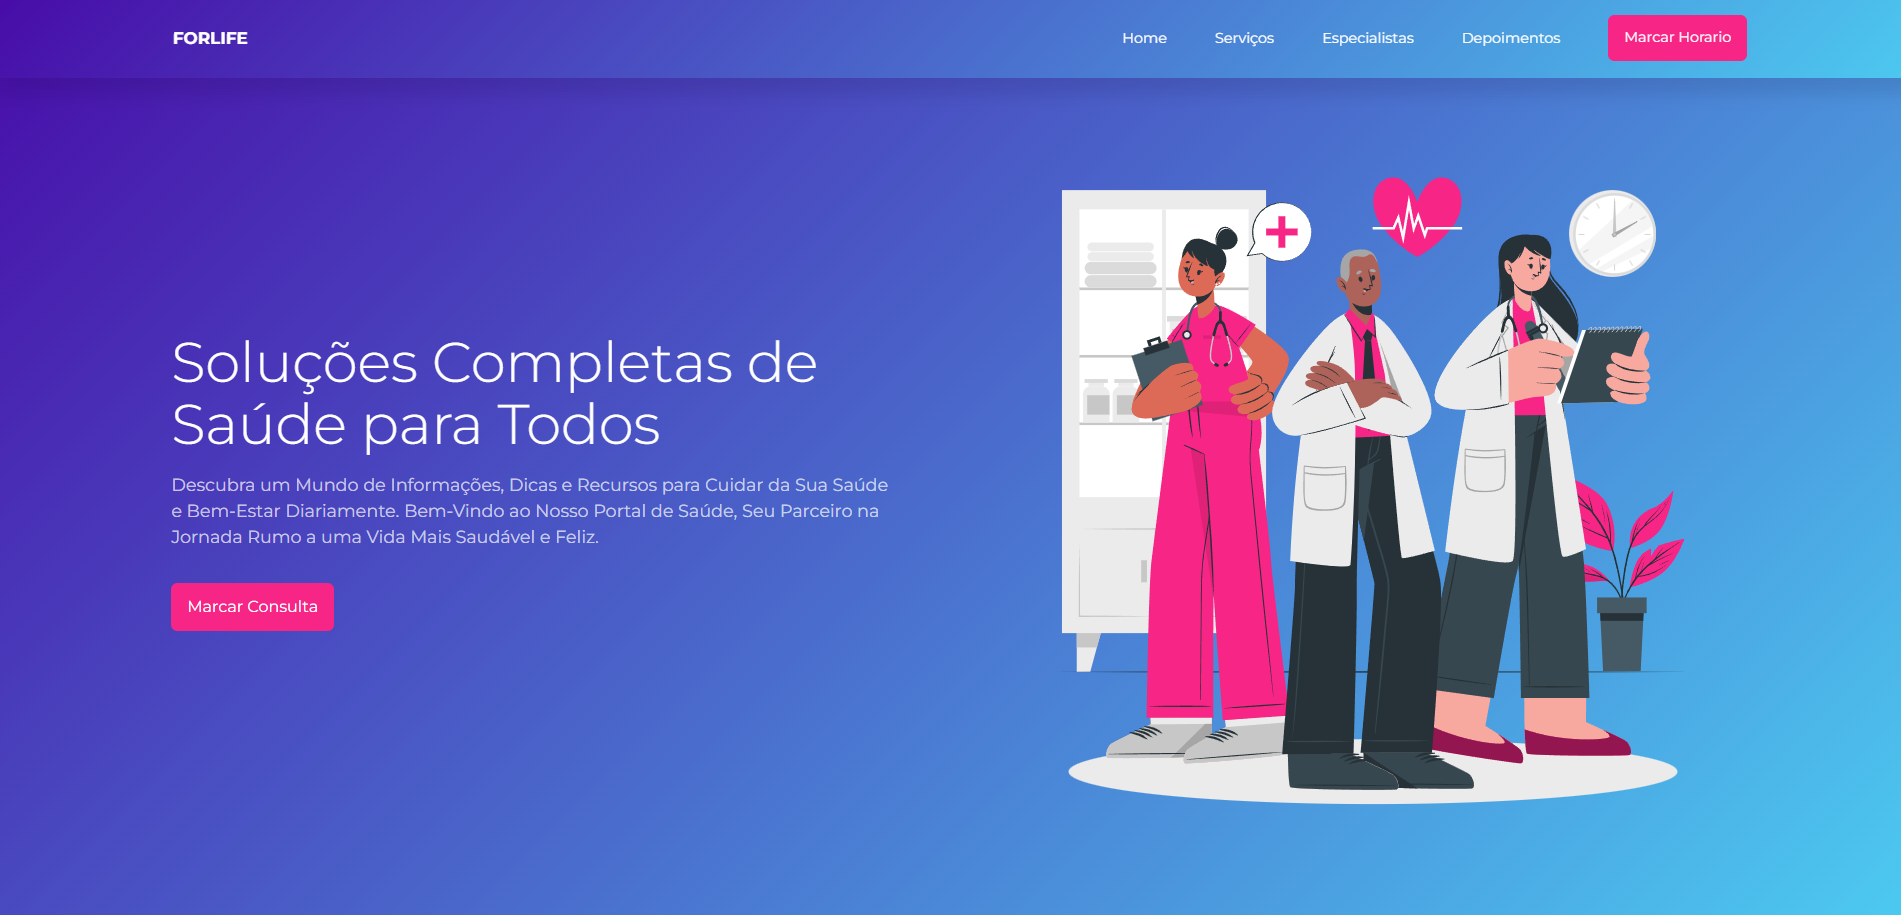 FORLIFE
Home
Serviços
Especialistas
Depoimentos
Marcar Horario
Soluções Completas de
Saúde para Todos
Descubra um Mundo de Informações, Dicas e Recursos para Cuidar da Sua Saúde
e Bem-Estar Diariamente. Bem-Vindo ao Nosso Portal de Saúde, Seu Parceiro na
Jornada Rumo a uma Vida Mais Saudável e Feliz.
Marcar Consulta